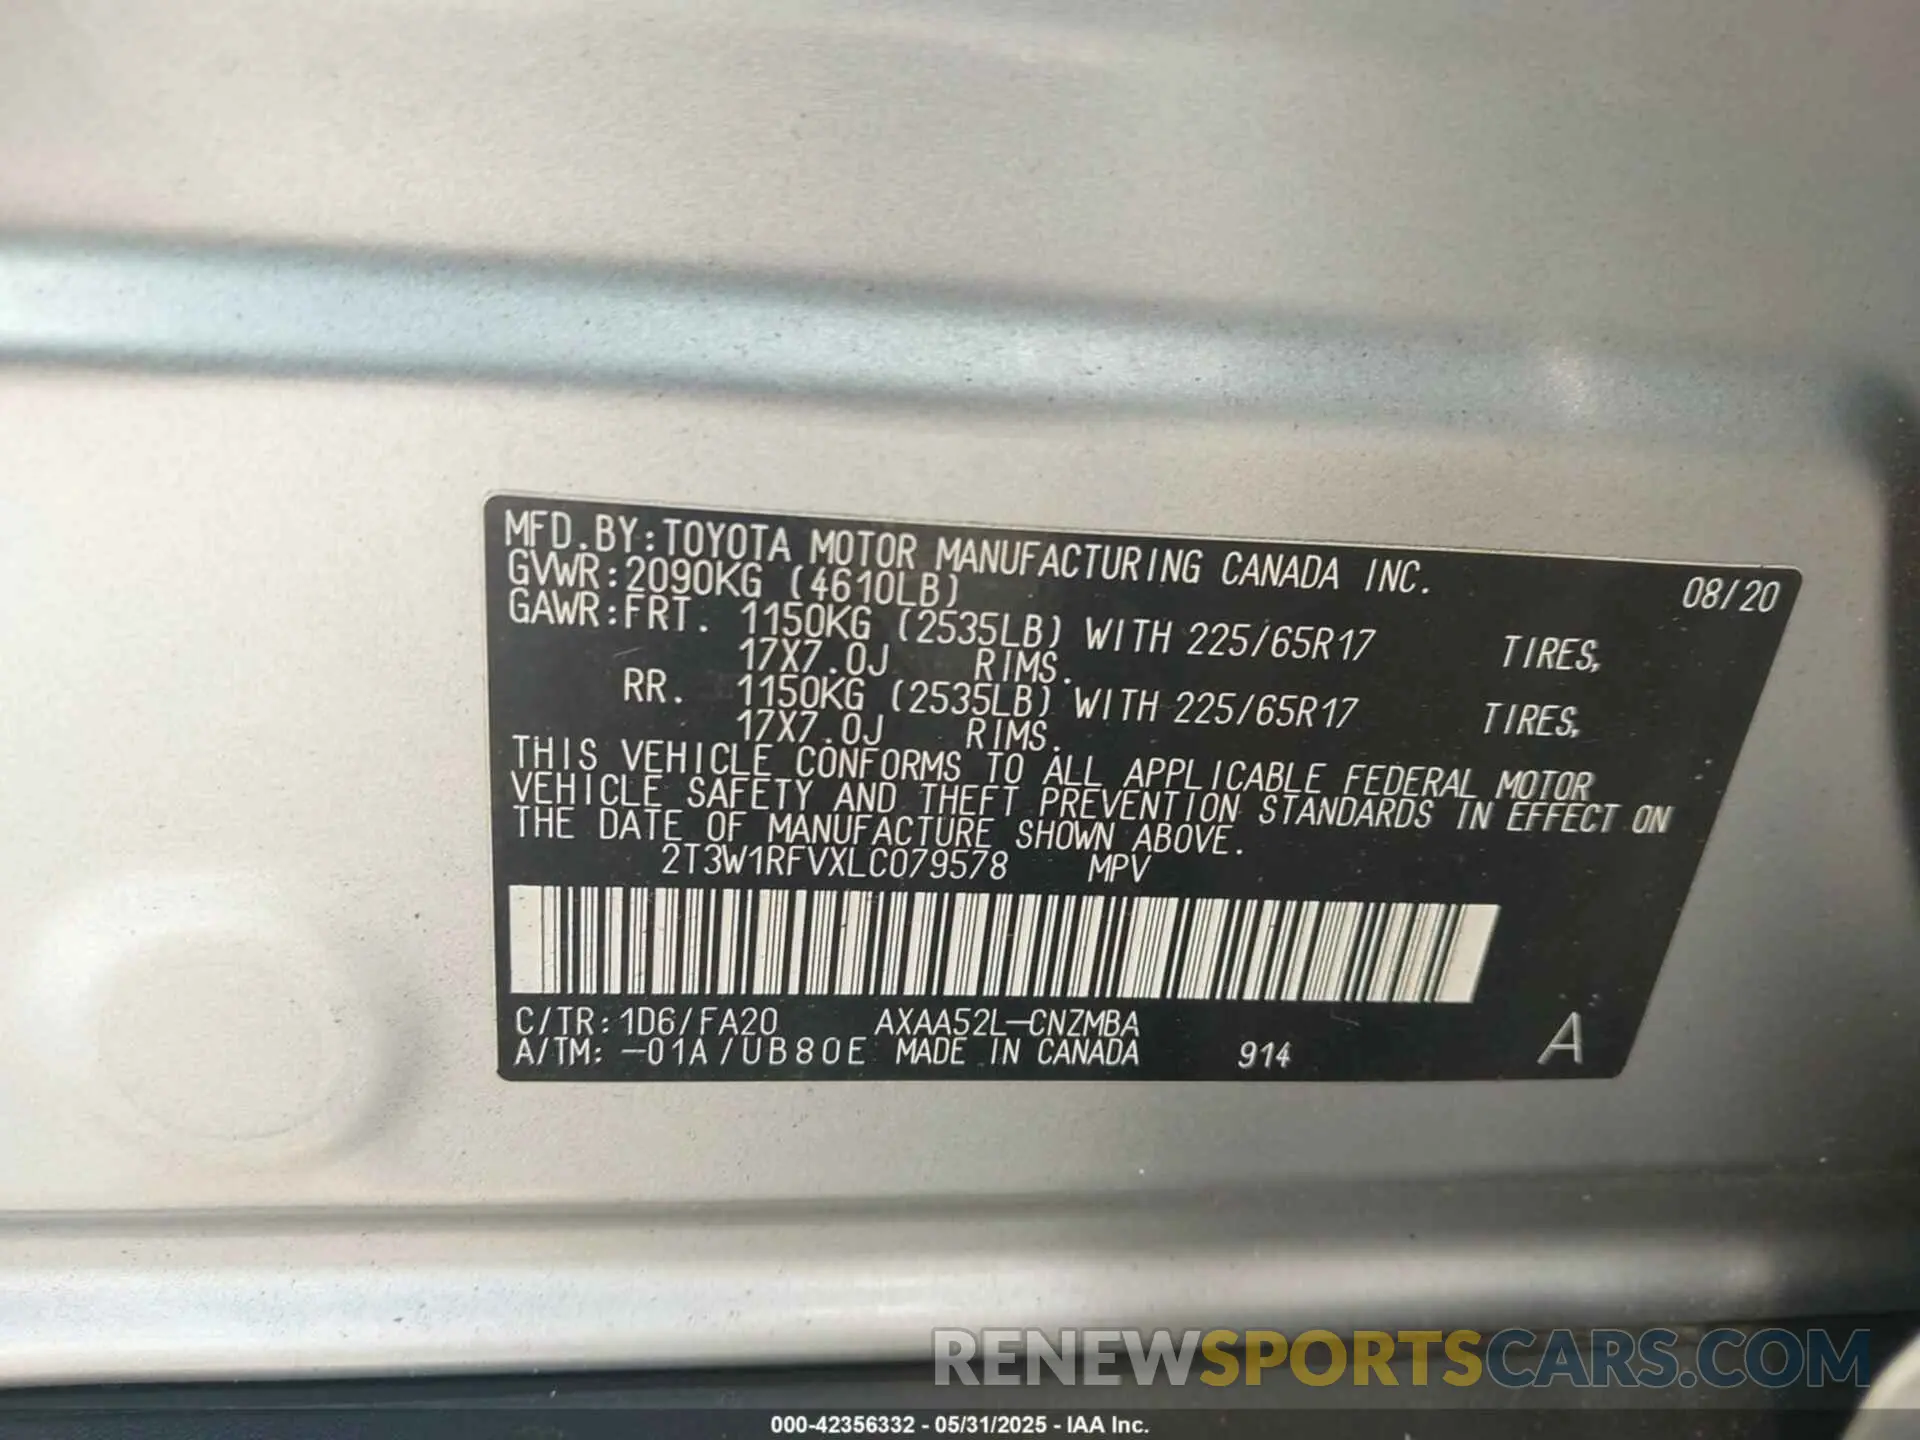 MFD.BY:TOYOTA MOTOR MANUFACTURING CANADA INC. 08/20
GVWR:2090KG (4610LB)
GAWR:FRT. 1150KG (2535LB) WITH 225/65R17 TIRES,
17X7.0J RIMS.
RR. 1150KG (2535LB) WITH 225/65R17 TIRES,
17X7.0J RIMS.
THIS VEHICLE CONFORMS TO ALL APPLICABLE FEDERAL MOTOR
VEHICLE SAFETY AND THEFT PREVENTION STANDARDS IN EFFECT ON
THE DATE OF MANUFACTURE SHOWN ABOVE.
2T3W1RFVXLC079578 MPV
C/TR:1D6/FA20 AXAA52L-CNZMBA
A/TM: -01A/UB80E MADE IN CANADA 914 A
RENEWSPORTSCARS.COM
000-42356332 - 05/31/2025 - IAA Inc.